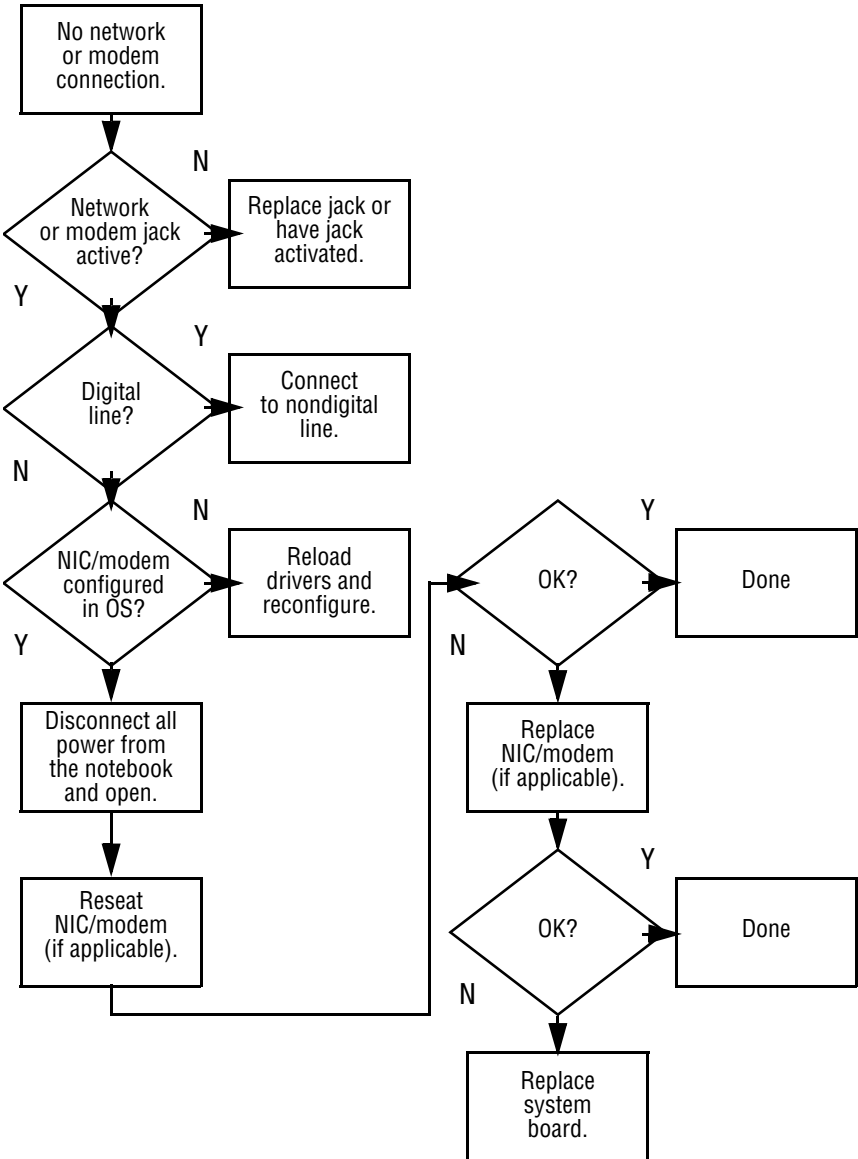 No network
or modem
connection.
N
Network
or modem jack
active?
Replace jack or
have jack
activated.
Y
Y
Digital
line?
Connect
to nondigital
line.
N
N
NIC/modem
configured
in OS?
Reload
drivers and
reconfigure.
Y
Disconnect all
power from
the notebook
and open.
Reseat
NIC/modem
(if applicable).
Y
OK?
Done
N
Replace
NIC/modem
(if applicable).
Y
OK?
Done
N
Replace
system
board.